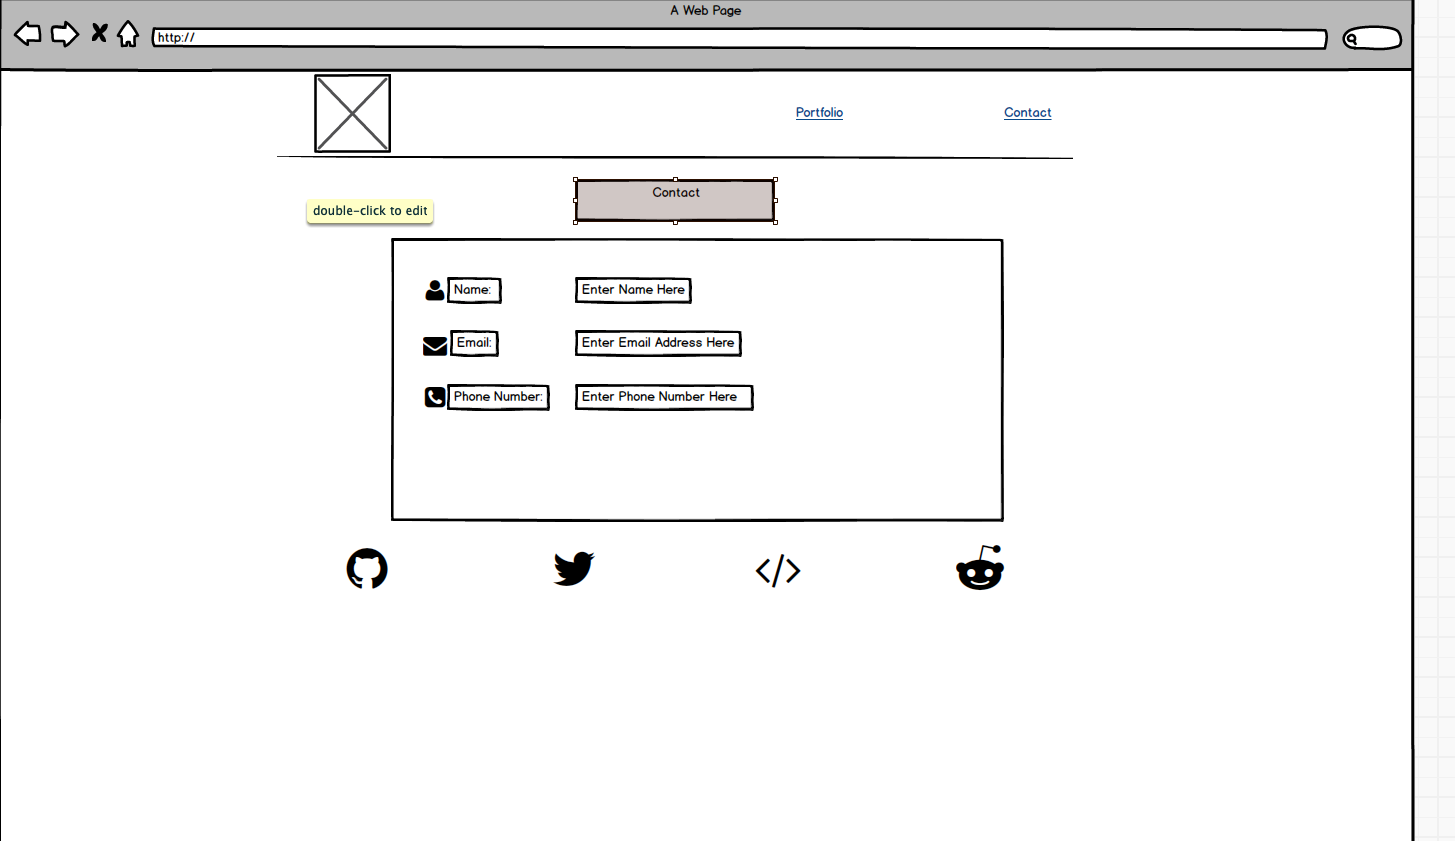 A Web Page
http://
Portfolio
Contact
Contact
double-click to edit
Name:
Enter Name Here
Email:
Enter Email Address Here
Phone Number:
Enter Phone Number Here